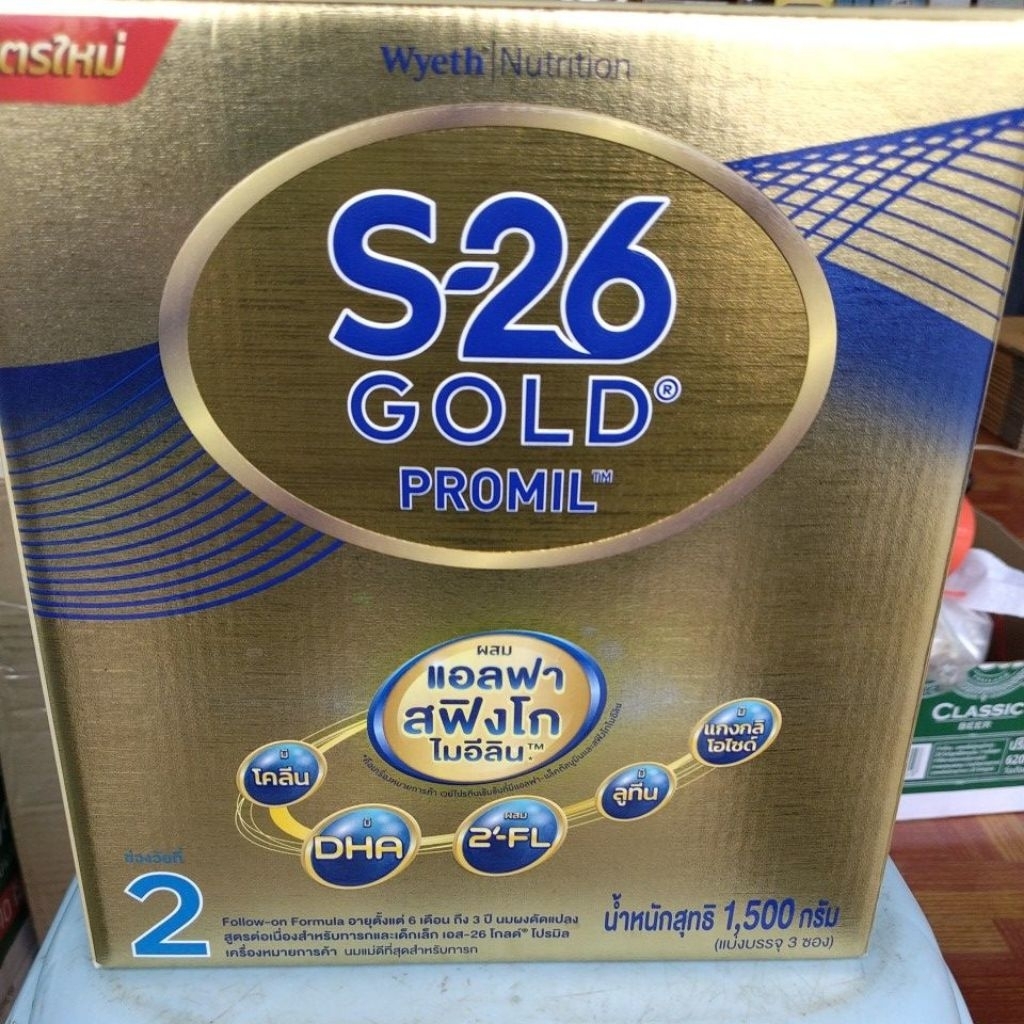 ตรใหม่
Wyeth | Nutrition
S-26
GOLD®
PROMIL™
ผสม
แอลฟา
สฟิงโก
ไมอีลิน™
มี
โคลีน
มี
DHA
ผสม
2'-FL
มี
ลูทีน
มี
แกงกลิ
โอไซด์
ช่วงวัยที่
2
Follow-on Formula อายุตั้งแต่ 6 เดือน ถึง 3 ปี นมผงดัดแปลง
สูตรต่อเนื่องสำหรับทารกและเด็กเล็ก เอส-26 โกลด์® โปรมิล
เครื่องหมายการค้า นมแม่ดีที่สุดสำหรับทารก
น้ำหนักสุทธิ 1,500 กรัม
(แบ่งบรรจุ 3 ซอง)
CLASSIC
BEER
620